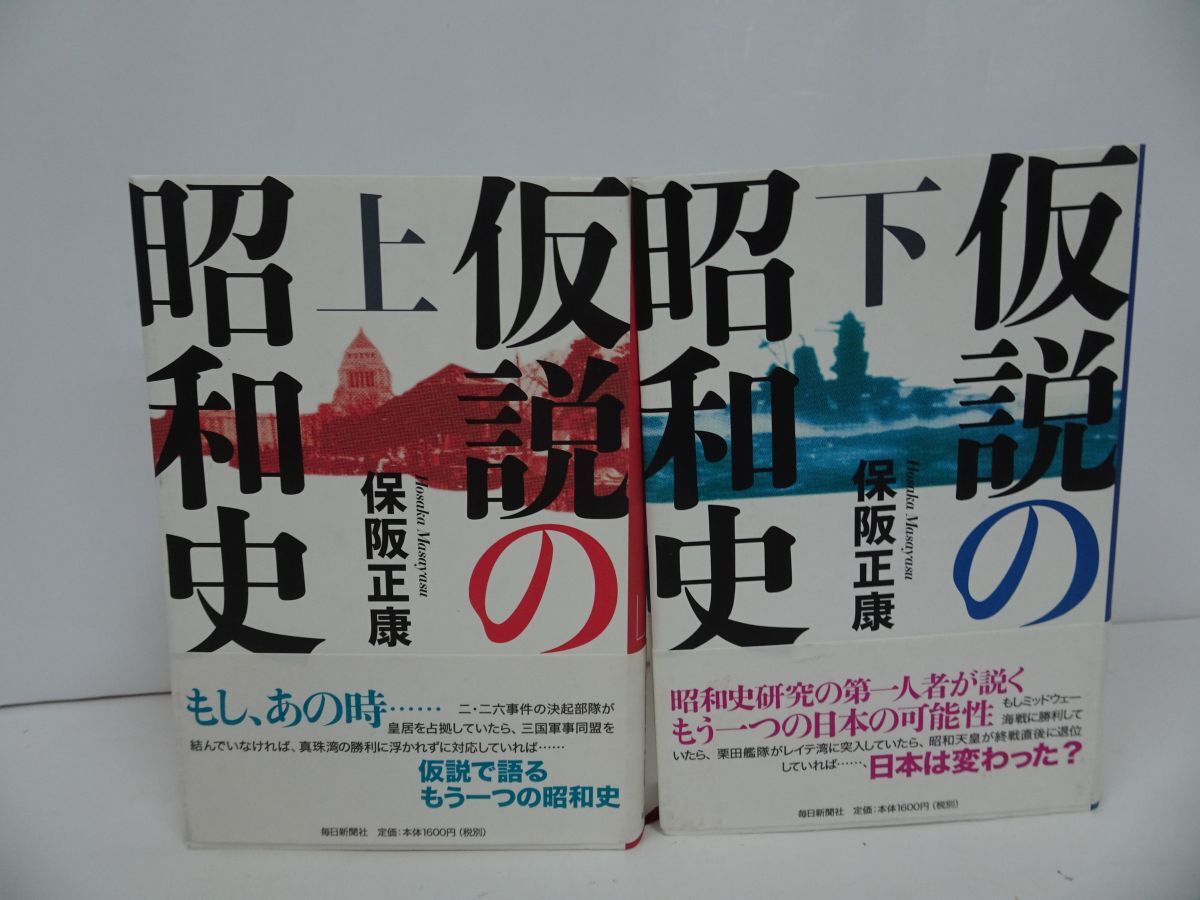 仮説の
昭和史
上
保阪正康
Hosaka Masayasu
もし、あの時……
二・二六事件の決起部隊が
皇居を占拠していたら、三国軍事同盟を
結んでいなければ、真珠湾の勝利に浮かれずに対応していれば……
仮説で語る
もう一つの昭和史
毎日新聞社 定価:本体1600円(税別)
仮説の
昭和史
下
保阪正康
Hosaka Masayasu
昭和史研究の第一人者が説く
もう一つの日本の可能性
もしミッドウェー
海戦に勝利して
いたら、栗田艦隊がレイテ湾に突入していたら、昭和天皇が終戦直後に退位
していれば……、
日本は変わった?
毎日新聞社 定価:本体1600円(税別)